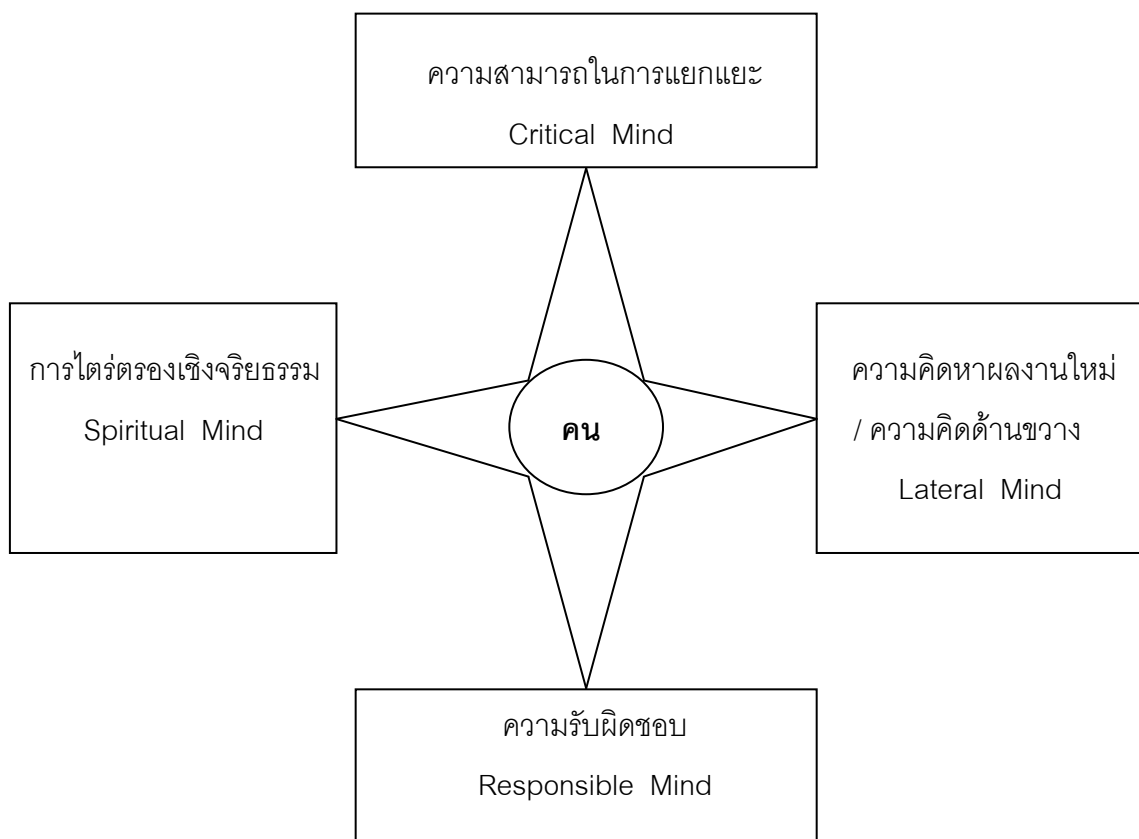 ความสามารถในการแยกแยะ
Critical Mind
การไตร่ตรองเชิงจริยธรรม
Spiritual Mind
คน
ความคิดหาผลงานใหม่
/ ความคิดด้านขวาง
Lateral Mind
ความรับผิดชอบ
Responsible Mind